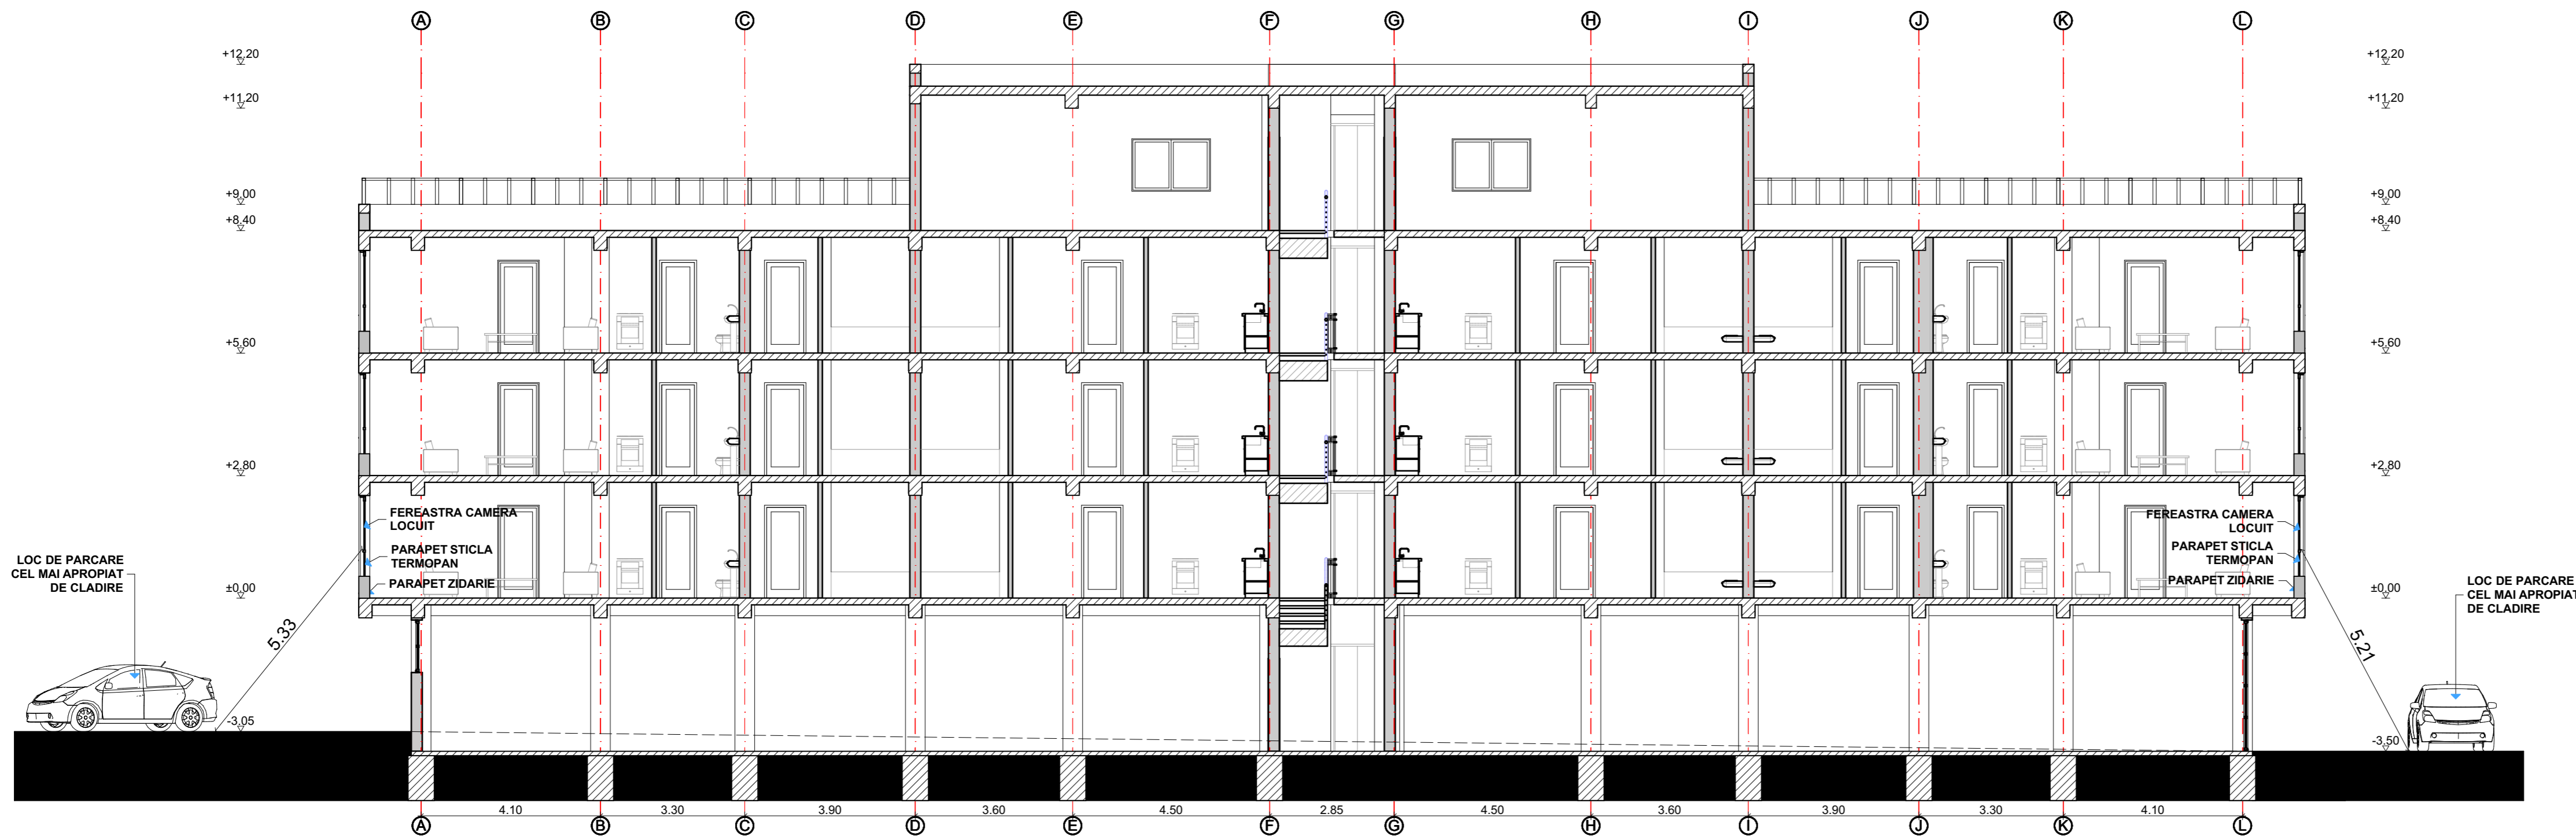 A B C D E F G H I J K L
+12,20 +12,20
+11,20 +11,20
+9,00 +9,00
+8,40 +8,40
+5,60 +5,60
+2,80 +2,80
FEREASTRA CAMERA
LOCUIT
PARAPET STICLA
TERMOPAN
PARAPET ZIDARIE
LOC DE PARCARE
CEL MAI APROPIAT
DE CLADIRE
±0,00
5.33
-3,05
FEREASTRA CAMERA
LOCUIT
PARAPET STICLA
TERMOPAN
PARAPET ZIDARIE
±0,00
LOC DE PARCARE
CEL MAI APROPIAT
DE CLADIRE
5.21
-3,50
4.10 3.30 3.90 3.60 4.50 2.85 4.50 3.60 3.90 3.30 4.10
A B C D E F G H I J K L